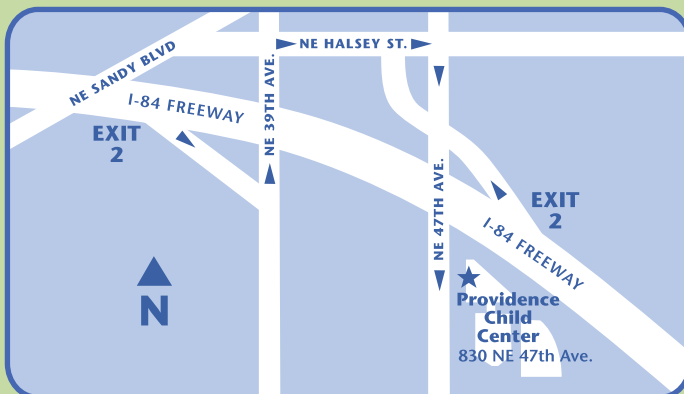 NE SANDY BLVD
NE HALSEY ST.
I-84 FREEWAY
NE 39TH AVE.
EXIT
2
NE 47TH AVE.
EXIT
2
I-84 FREEWAY
N
Providence
Child
Center
830 NE 47th Ave.